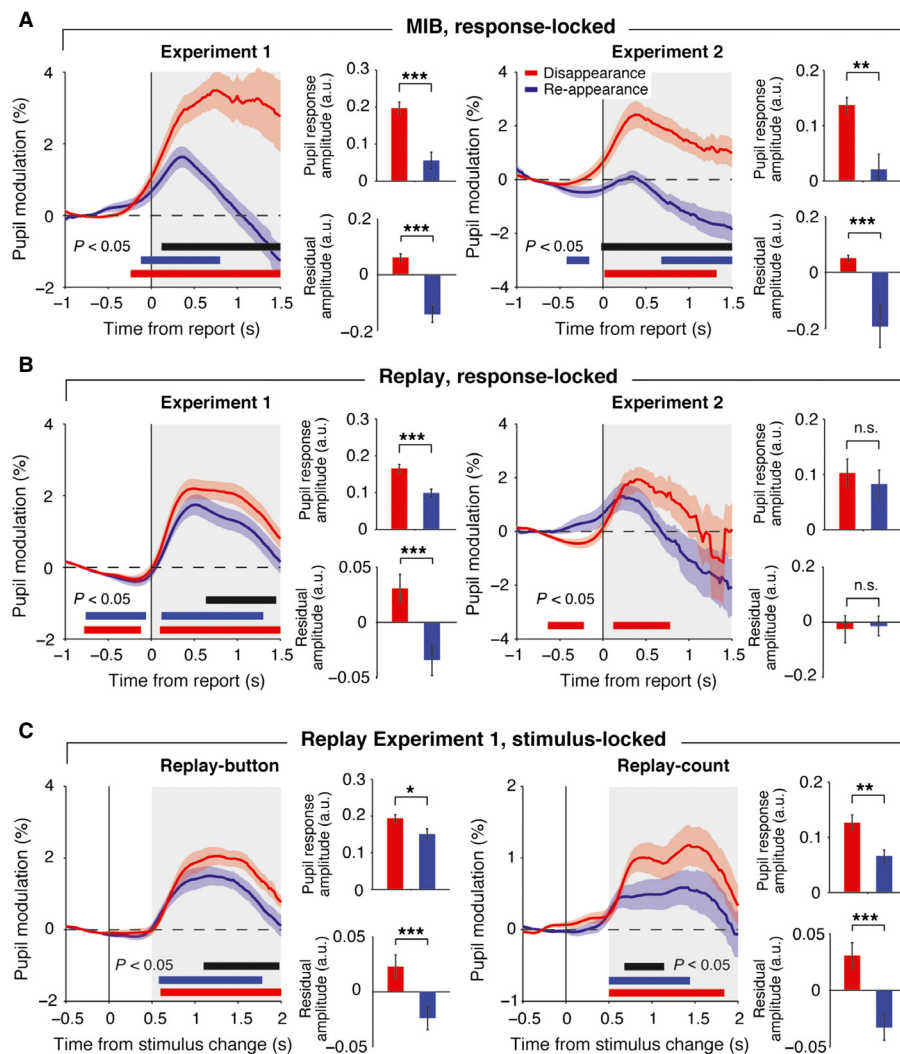 A
MIB, response-locked
Experiment 1
Experiment 2
Disappearance
Re-appearance
Pupil modulation (%)
4
2
0
−2
P < 0.05
−1
−0.5
0
0.5
1
1.5
Time from report (s)
Pupil response
amplitude (a.u.)
0.3
0.2
0.1
0
***
Residual
amplitude (a.u.)
0.2
0
−0.2
***
Pupil modulation (%)
4
2
0
−2
−4
P < 0.05
−1
−0.5
0
0.5
1
1.5
Time from report (s)
Pupil response
amplitude (a.u.)
0.2
0.1
0
**
Residual
amplitude (a.u.)
0.2
0
−0.2
***
B
Replay, response-locked
Experiment 1
Experiment 2
Pupil modulation (%)
4
2
0
−2
P < 0.05
−1
−0.5
0
0.5
1
1.5
Time from report (s)
Pupil response
amplitude (a.u.)
0.3
0.2
0.1
0
***
Residual
amplitude (a.u.)
0.05
0
−0.05
***
Pupil modulation (%)
4
2
0
−2
−4
P < 0.05
−1
−0.5
0
0.5
1
1.5
Time from report (s)
Pupil response
amplitude (a.u.)
0.2
0.1
0
n.s.
Residual
amplitude (a.u.)
0.2
0
−0.2
n.s.
C
Replay Experiment 1, stimulus-locked
Replay-button
Replay-count
Pupil modulation (%)
4
2
0
−2
P < 0.05
−0.5
0
0.5
1
1.5
2
Time from stimulus change (s)
Pupil response
amplitude (a.u.)
0.3
0.2
0.1
0
*
Residual
amplitude (a.u.)
0.05
0
−0.05
***
Pupil modulation (%)
2
1
0
−1
P < 0.05
−0.5
0
0.5
1
1.5
2
Time from stimulus change (s)
Pupil response
amplitude (a.u.)
0.2
0.1
0
**
Residual
amplitude (a.u.)
0.05
0
−0.05
***